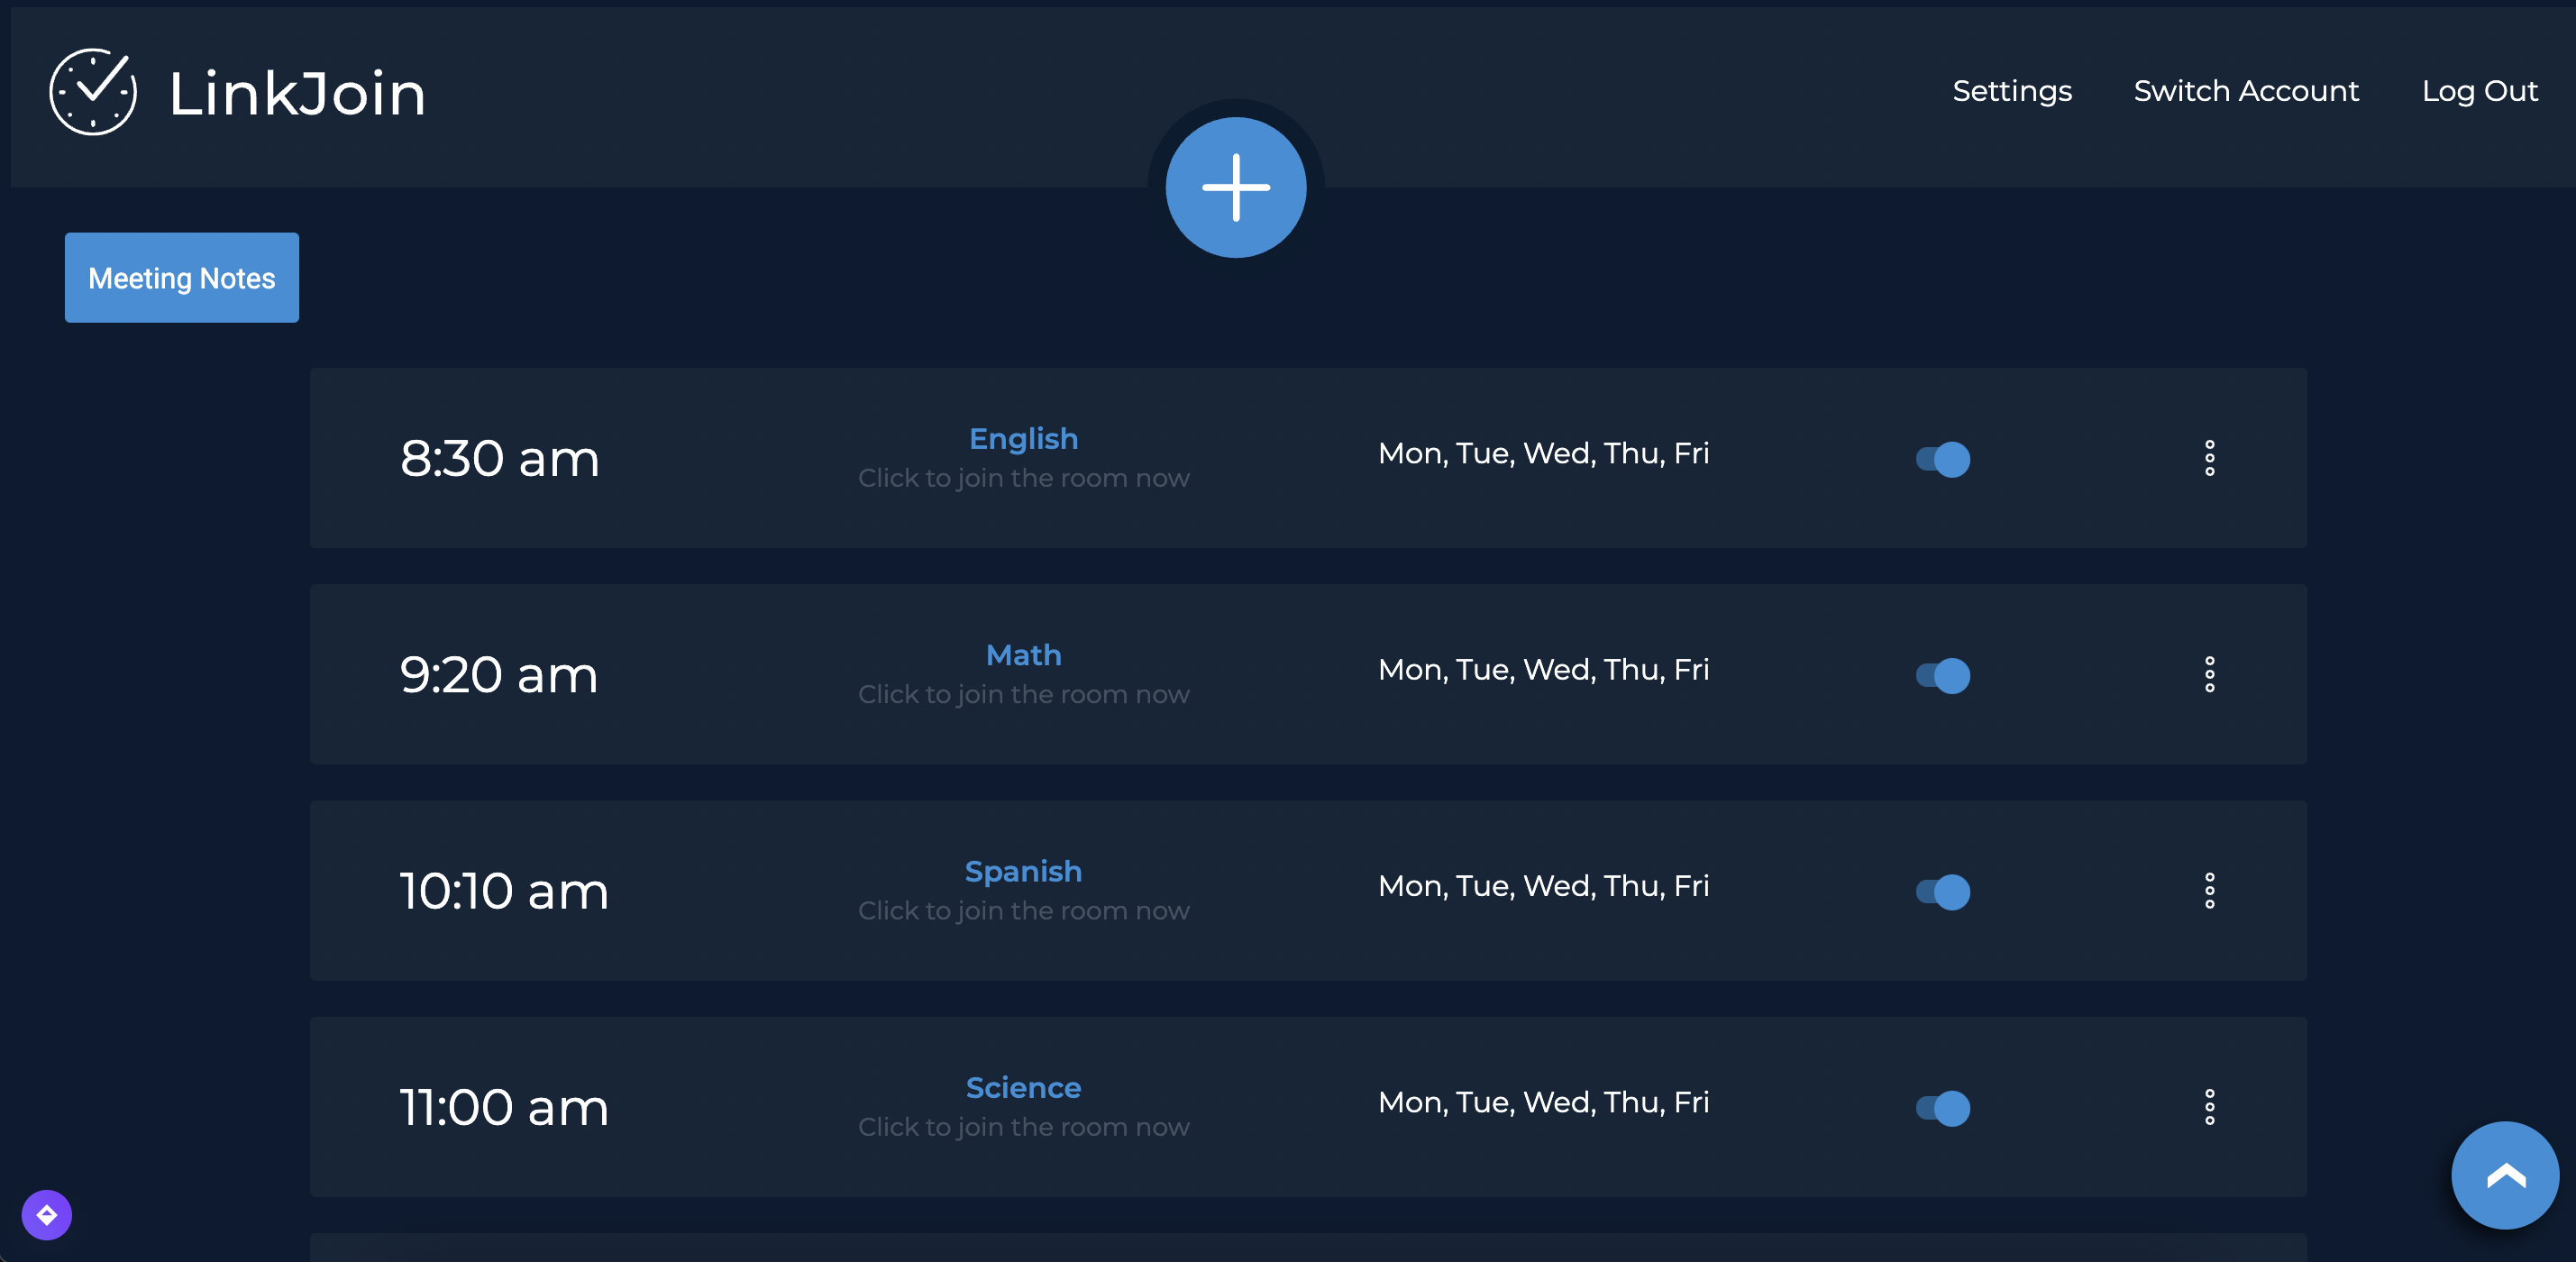 LinkJoin
Settings
Switch Account
Log Out
Meeting Notes
8:30 am
English
Click to join the room now
Mon, Tue, Wed, Thu, Fri
9:20 am
Math
Click to join the room now
Mon, Tue, Wed, Thu, Fri
10:10 am
Spanish
Click to join the room now
Mon, Tue, Wed, Thu, Fri
11:00 am
Science
Click to join the room now
Mon, Tue, Wed, Thu, Fri